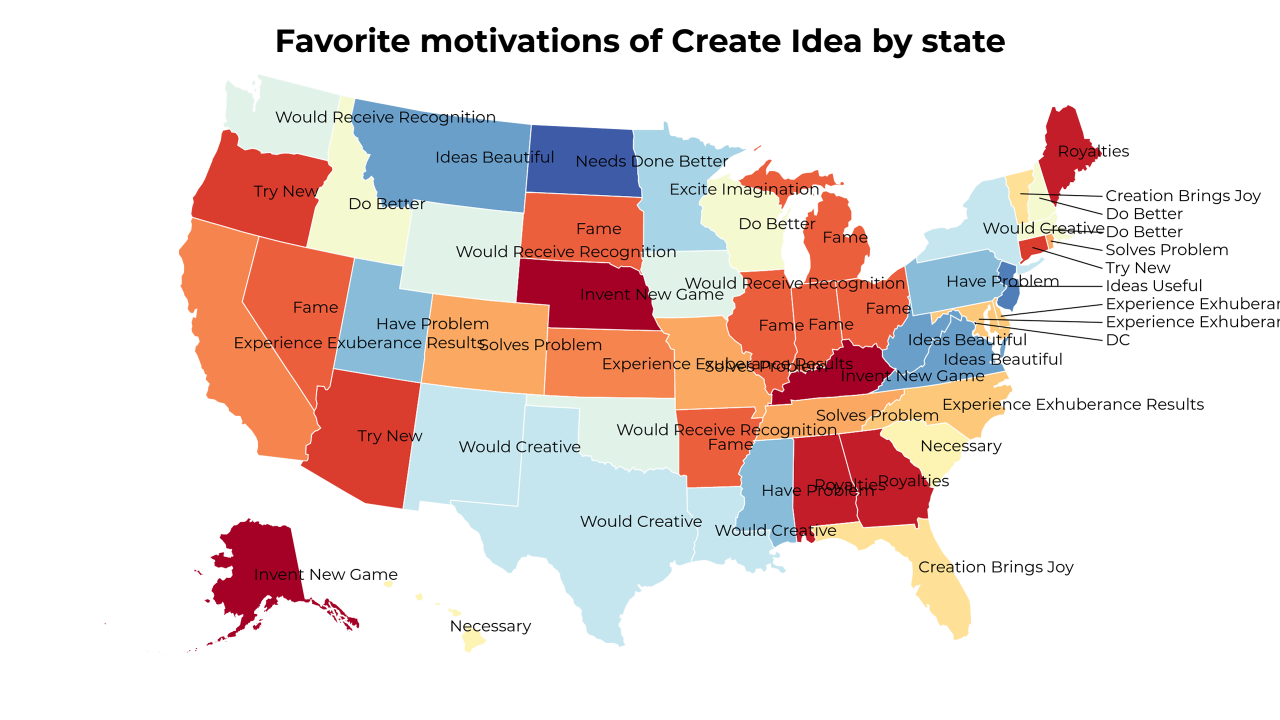 Favorite motivations of Create Idea by state
Would Receive Recognition
Royalties
Ideas Beautiful
Needs Done Better
Try New
Excite Imagination
Do Better
Creation Brings Joy
Do Better
Do Better
Fame
Would Creative
Do Better
Fame
Solves Problem
Would Receive Recognition
Try New
Would Receive Recognition
Have Problem
Ideas Useful
Invent New Game
Experience Exhuberan
Fame
Fame
Have Problem
Fame
Fame
Experience Exhuberar
Experience Exuberance Results
Solves Problem
Ideas Beautiful
DC
Ideas Beautiful
Experience Exuberance Results
Solves Problem
Invent New Game
Experience Exhuberance Results
Solves Problem
Would Receive Recognition
Try New
Would Creative
Fame
Necessary
Royalties
Royalties
Have Problem
Would Creative
Would Creative
Creation Brings Joy
Invent New Game
Necessary